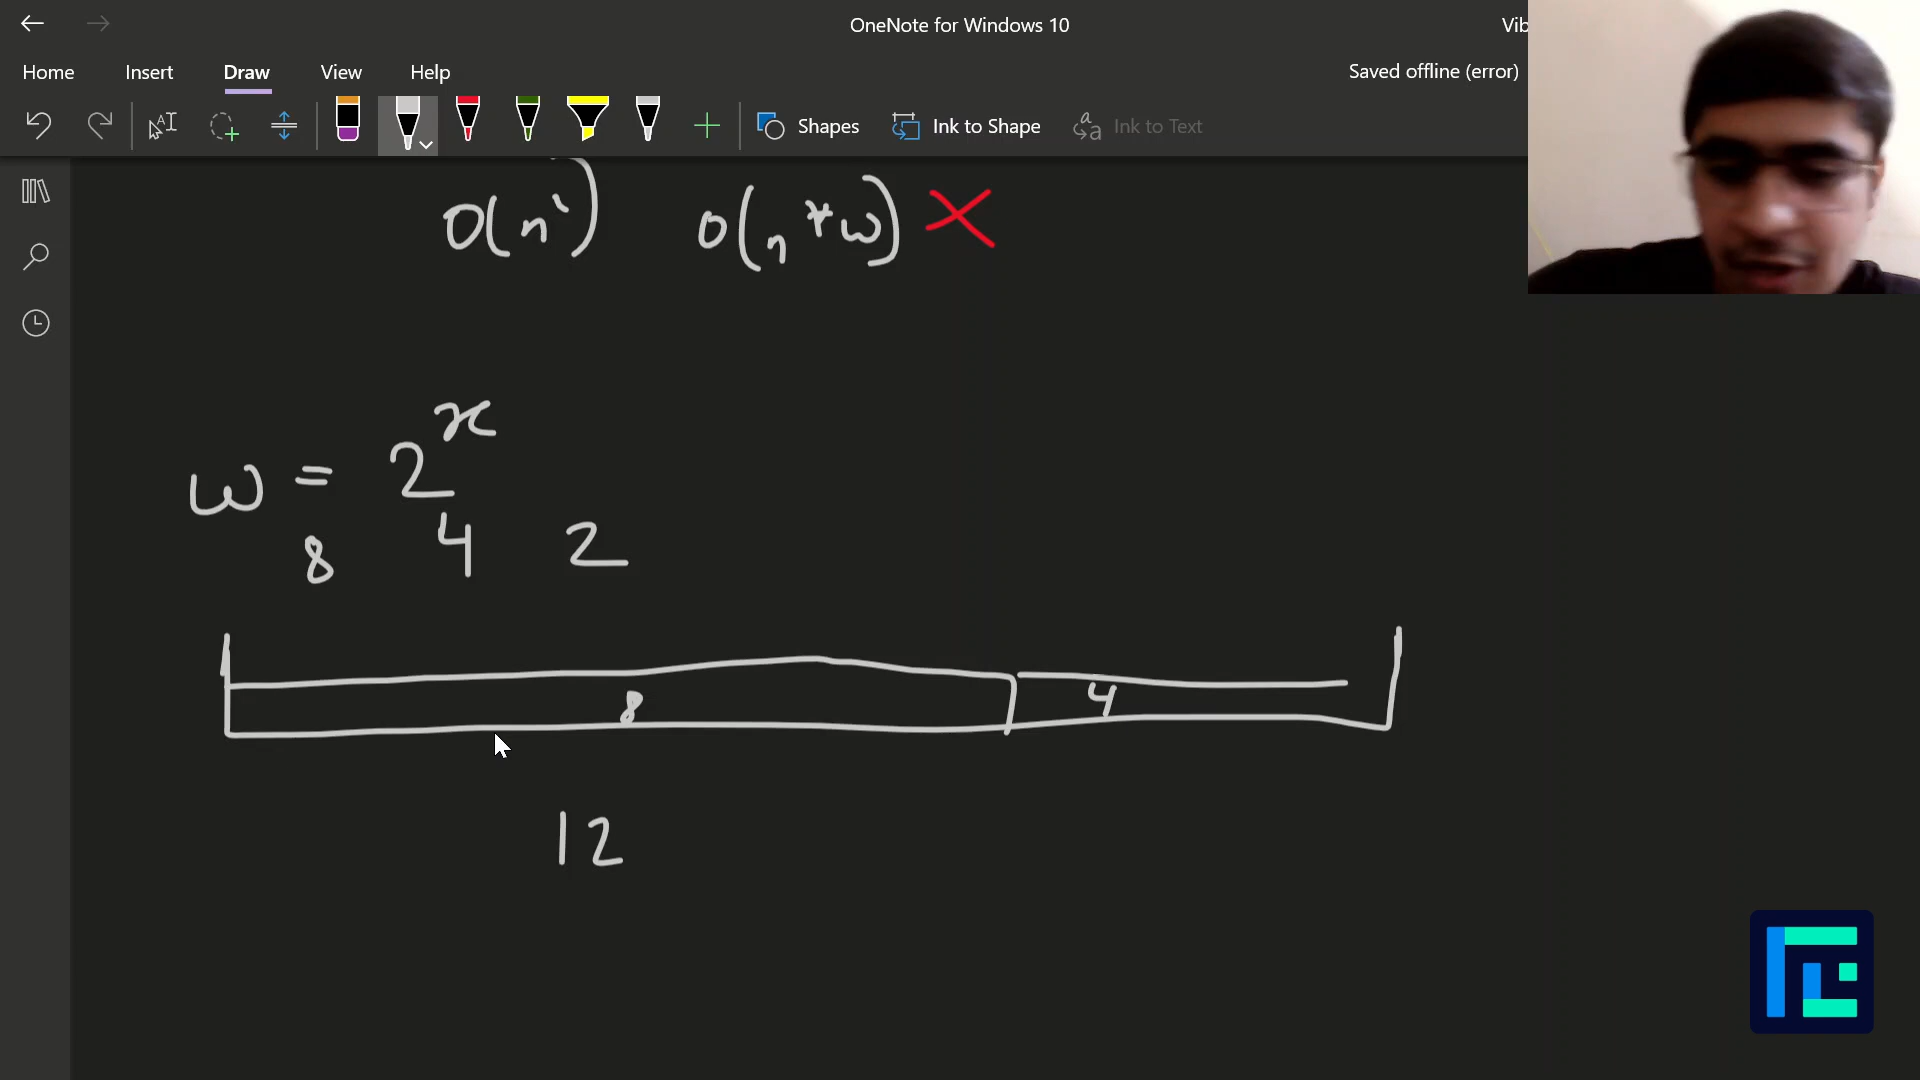 OneNote for Windows 10
Vib
Home Insert Draw View Help
Saved offline (error)
Shapes Ink to Shape Ink to Text
O(n²) O(n*w) ×
w = 2^x
8 4 2
8 4
12